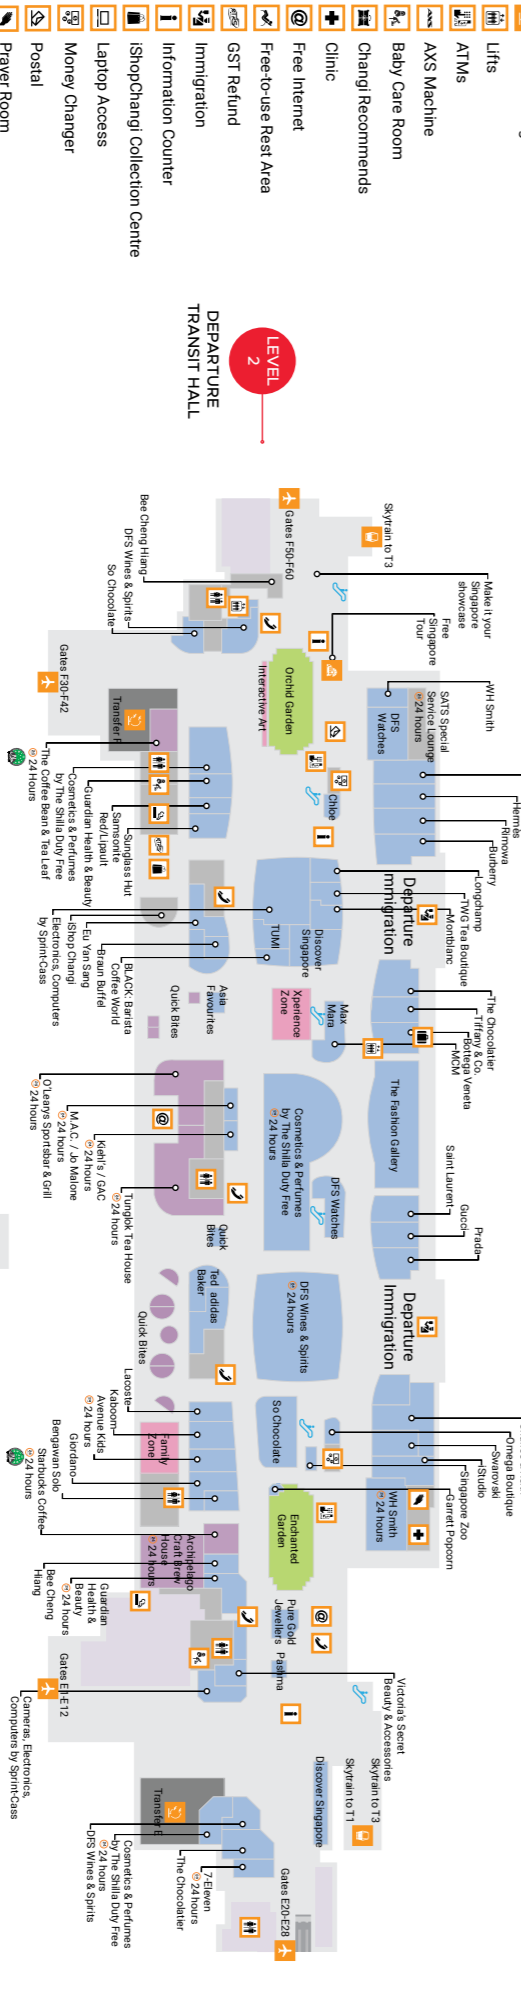 Lifts
ATMs
AXS Machine
Baby Care Room
Changi Recommends
Clinic
Free Internet
Free-to-use Rest Area
GST Refund
Immigration
Information Counter
iShopChangi Collection Centre
Laptop Access
Money Changer
Postal
Prayer Room
LEVEL
2
DEPARTURE
TRANSIT HALL
Skytrain to T3
Gates F50-F60
Make it your
Singapore
showcase
Free
Singapore
Tour
WH Smith
SATS Special
Service Lounge
24 hours
DFS
Watches
Hermès
Rimowa
Burberry
Longchamp
TWG Tea Boutique
Montblanc
Departure
Immigration
The Chocolatier
Tiffany & Co.
Bottega Veneta
MCM
The Fashion Gallery
Saint Laurent
Gucci
Prada
Departure
Immigration
Omega Boutique
Swarovski
iStudio
Singapore Zoo
Garrett Popcorn
WH Smith
24 hours
Victoria's Secret
Beauty & Accessories
Skytrain to T3
Skytrain to T1
Discover Singapore
Gates E20-E28
Orchid Garden
Interactive Art
Chloe
Discover
Singapore
TUMI
Max
Mara
Xperience
Zone
Cosmetics & Perfumes
by The Shilla Duty Free
24 hours
DFS Watches
DFS Wines & Spirits
24 hours
So Chocolate
Enchanted
Garden
Pure Gold
Jewellers
Pashma
Bee Cheng Hiang
DFS Wines & Spirits
So Chocolate
Gates F30-F42
Transfer F
The Coffee Bean & Tea Leaf
24 Hours
Cosmetics & Perfumes
by The Shilla Duty Free
Guardian Health & Beauty
Samsonite
Red/Lipault
Sunglass Hut
Electronics, Computers
by Sprint-Cass
iShop Changi
Eu Yan Sang
Braun Buffel
BLACK: Barista
Coffee World
Asia
Favourites
Quick Bites
O'Learys Sportsbar & Grill
24 hours
M.A.C. / Jo Malone
24 hours
Kiehl's / GAC
24 hours
Tunglok Tea House
24 hours
Quick
Bites
Ted
Baker
adidas
Quick Bites
Lacoste
Kaboom
Avenue Kids
24 hours
Giordano
Bengawan Solo
Starbucks Coffee
24 hours
Family
Zone
Archipelago
Craft Brew
House
24 hours
Guardian
Health &
Beauty
24 hours
Bee Cheng
Hiang
Gates E1-E12
Cameras, Electronics,
Computers by Sprint-Cass
Transfer E
DFS Wines & Spirits
Cosmetics & Perfumes
by The Shilla Duty Free
24 hours
The Chocolatier
7-Eleven
24 hours